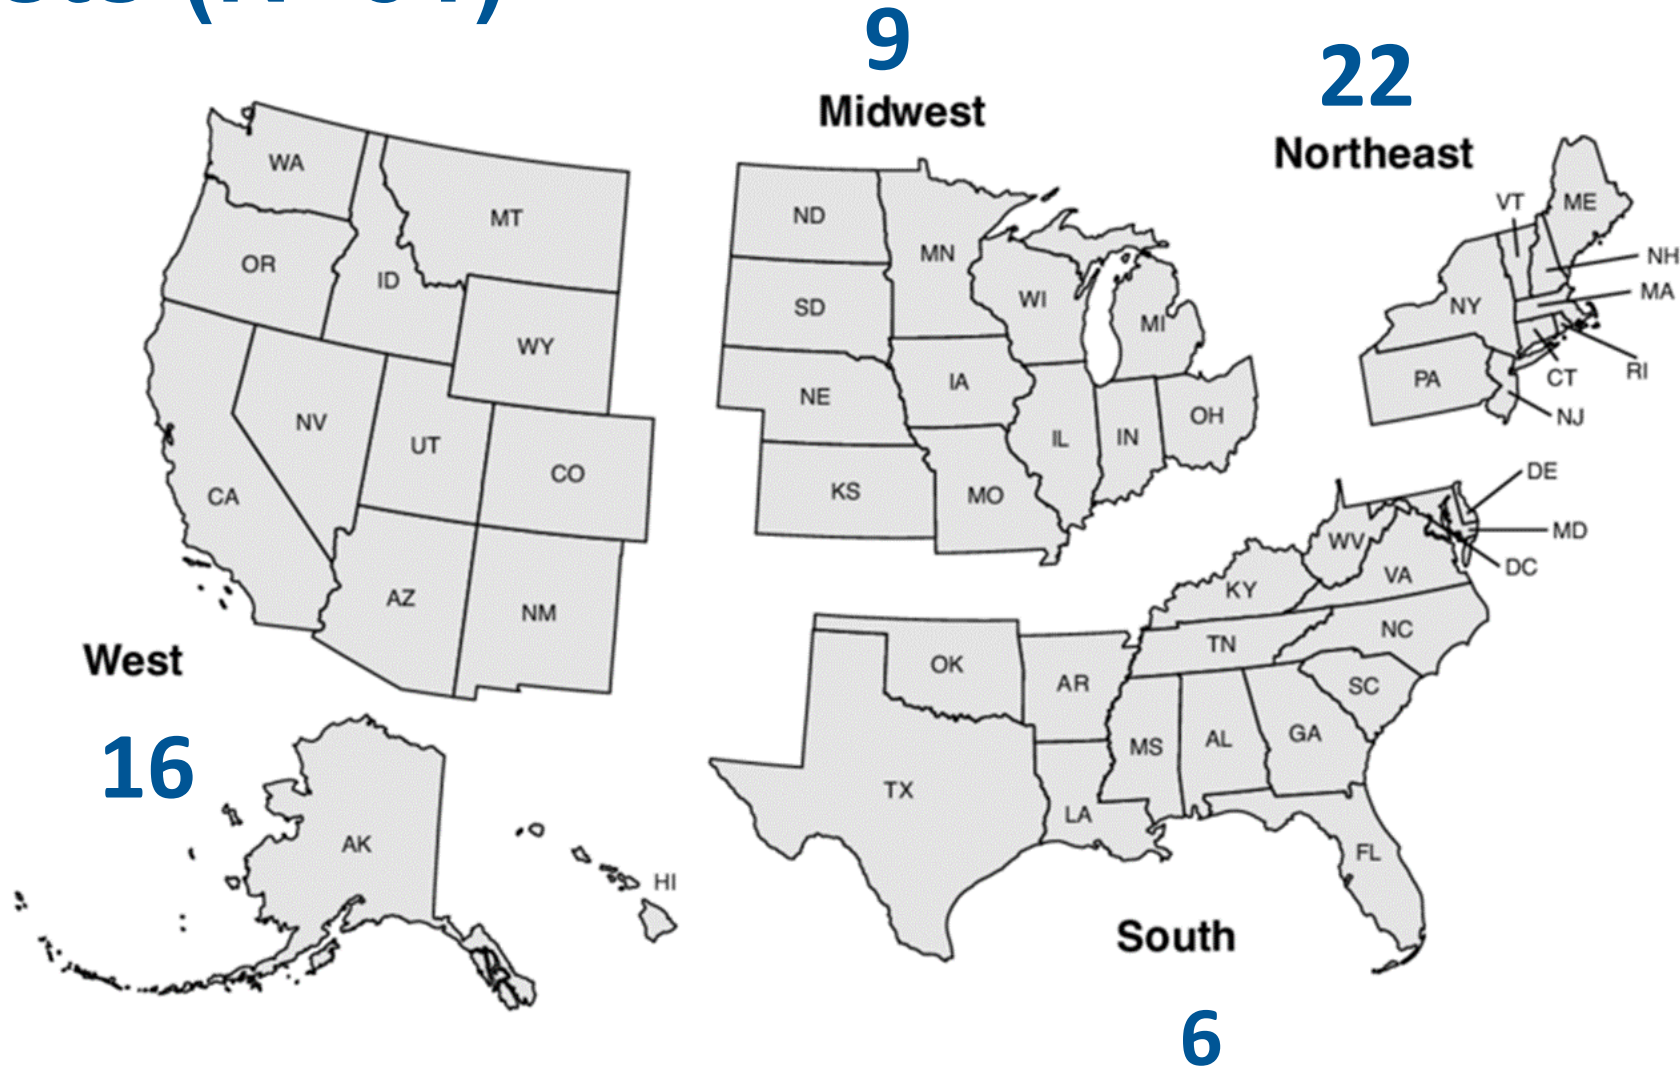 9
Midwest
22
Northeast
WA
MT
OR
ID
WY
NV
UT
CO
CA
AZ
NM
West
16
AK
HI
ND
MN
SD
WI
MI
NE
IA
IL
IN
OH
KS
MO
VT
ME
NH
MA
NY
RI
CT
PA
NJ
DE
MD
DC
WV
VA
KY
NC
TN
OK
AR
SC
MS
AL
GA
TX
LA
FL
South
6